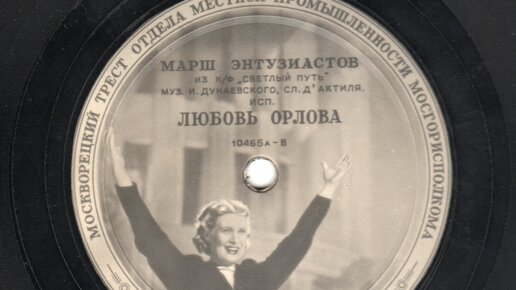 МОСКВОРЕЦКИЙ ТРЕСТ ОТДЕЛА МЕСТНОЙ ПРОМЫШЛЕННОСТИ МОСГОРИСПОЛКОМА
МАРШ ЭНТУЗИАСТОВ
ИЗ К/Ф „СВЕТЛЫЙ ПУТЬ"
МУЗ. И. ДУНАЕВСКОГО, СЛ. Д'АКТИЛЯ.
ИСП.
ЛЮБОВЬ ОРЛОВА
10465А-В